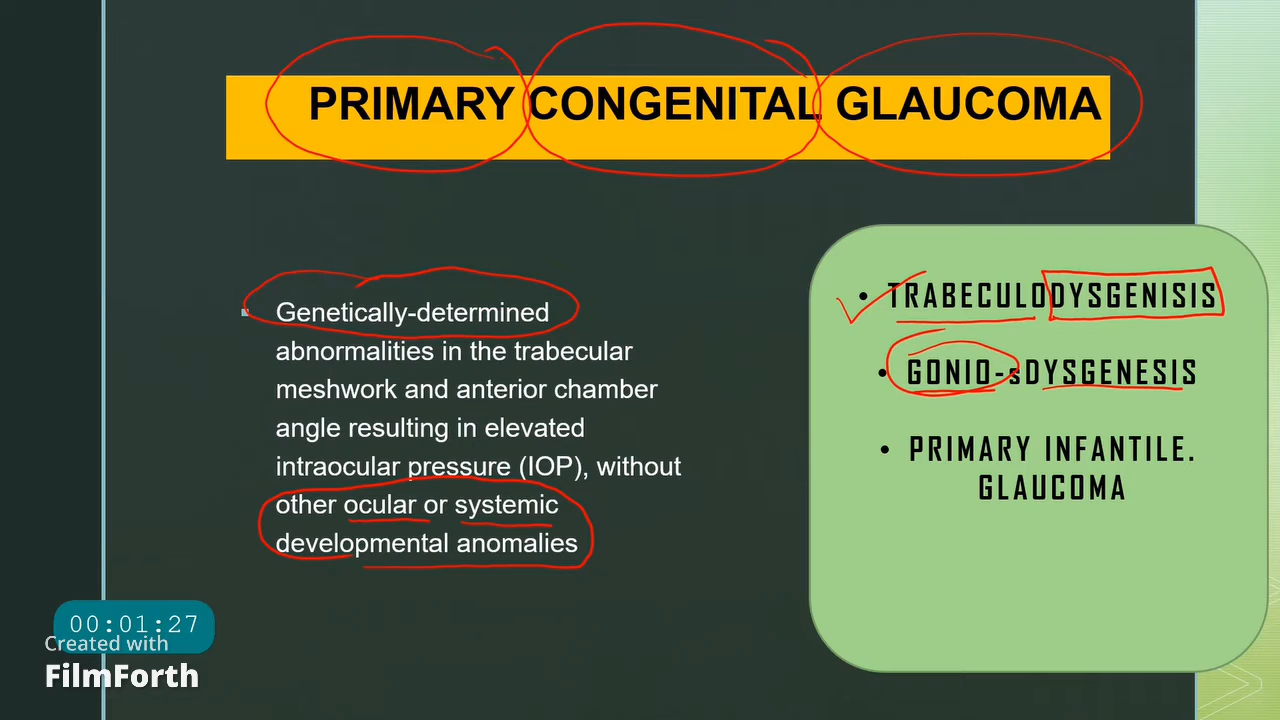 PRIMARY CONGENITAL GLAUCOMA
Genetically-determined
abnormalities in the trabecular
meshwork and anterior chamber
angle resulting in elevated
intraocular pressure (IOP), without
other ocular or systemic
developmental anomalies
• TRABECULODYSGENISIS
• GONIO-sDYSGENESIS
• PRIMARY INFANTILE.
GLAUCOMA
00:01:27
Created with
FilmForth